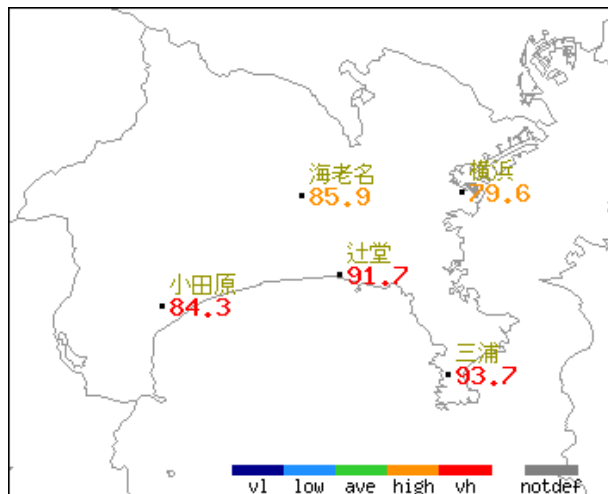 海老名
85.9
横浜
79.6
辻堂
91.7
小田原
84.3
三浦
93.7
vl low ave high vh notdef